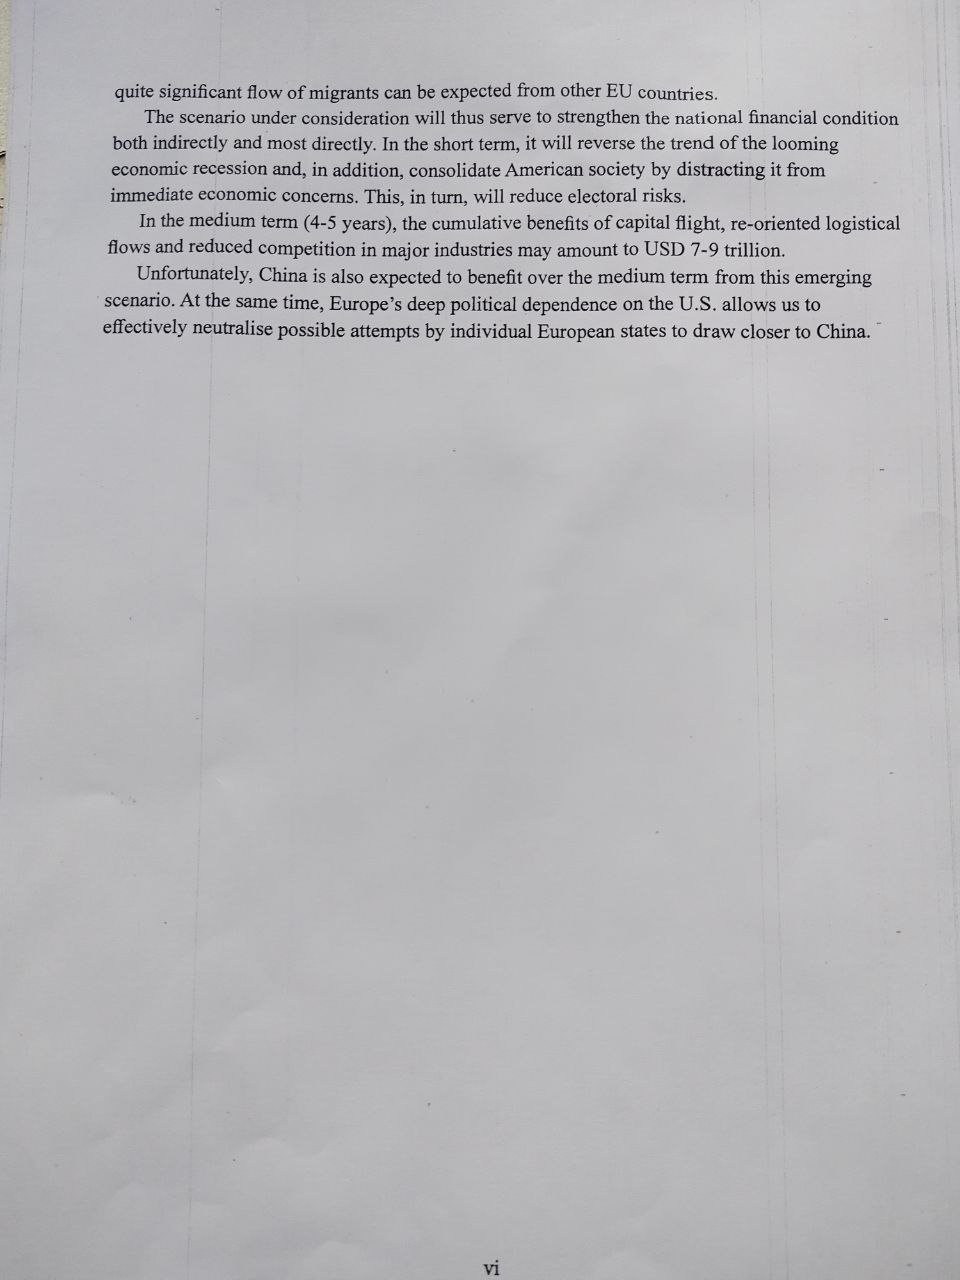 quite significant flow of migrants can be expected from other EU countries.
The scenario under consideration will thus serve to strengthen the national financial condition
both indirectly and most directly. In the short term, it will reverse the trend of the looming
economic recession and, in addition, consolidate American society by distracting it from
immediate economic concerns. This, in turn, will reduce electoral risks.
In the medium term (4-5 years), the cumulative benefits of capital flight, re-oriented logistical
flows and reduced competition in major industries may amount to USD 7-9 trillion.
Unfortunately, China is also expected to benefit over the medium term from this emerging
scenario. At the same time, Europe's deep political dependence on the U.S. allows us to
effectively neutralise possible attempts by individual European states to draw closer to China.
vi